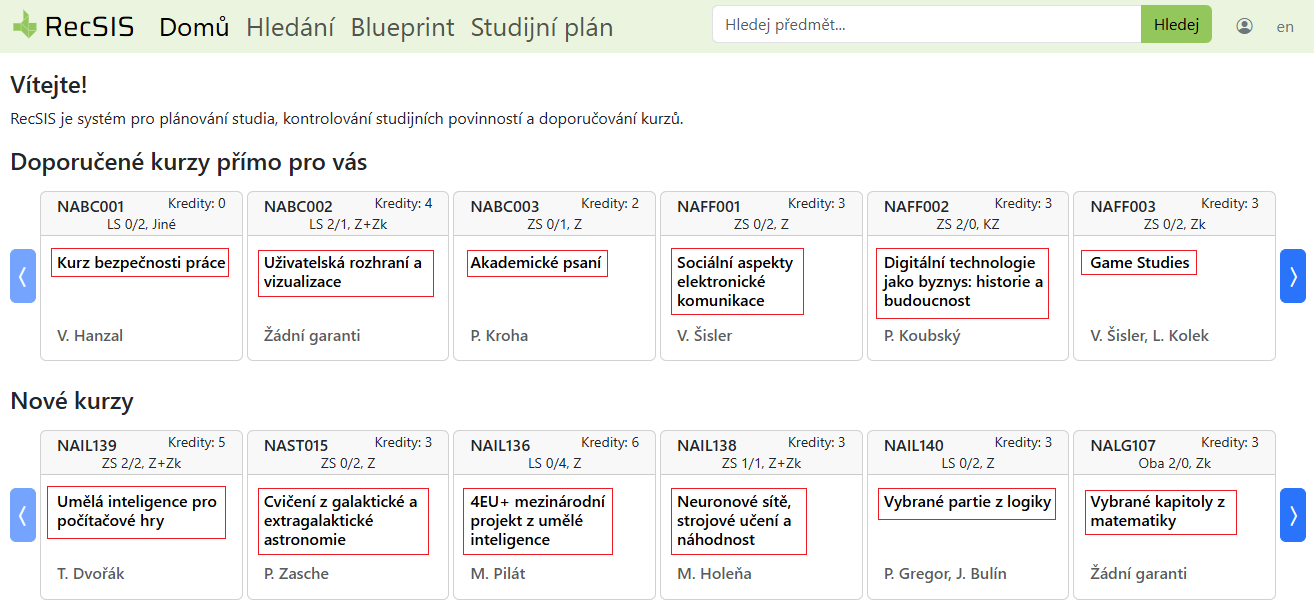 RecSIS Domů Hledání Blueprint Studijní plán Hledej předmět... Hledej en
Vítejte!
RecSIS je systém pro plánování studia, kontrolování studijních povinností a doporučování kurzů.
Doporučené kurzy přímo pro vás
NABC001 Kredity: 0
LS 0/2, Jiné
Kurz bezpečnosti práce
V. Hanzal
NABC002 Kredity: 4
LS 2/1, Z+Zk
Uživatelská rozhraní a
vizualizace
Žádní garanti
NABC003 Kredity: 2
ZS 0/1, Z
Akademické psaní
P. Kroha
NAFF001 Kredity: 3
ZS 0/2, Z
Sociální aspekty
elektronické
komunikace
V. Šisler
NAFF002 Kredity: 3
ZS 2/0, KZ
Digitální technologie
jako byznys: historie a
budoucnost
P. Koubský
NAFF003 Kredity: 3
ZS 0/2, Zk
Game Studies
V. Šisler, L. Kolek
Nové kurzy
NAIL139 Kredity: 5
ZS 2/2, Z+Zk
Umělá inteligence pro
počítačové hry
T. Dvořák
NAST015 Kredity: 3
ZS 0/2, Z
Cvičení z galaktické a
extragalaktické
astronomie
P. Zasche
NAIL136 Kredity: 6
LS 0/4, Z
4EU+ mezinárodní
projekt z umělé
inteligence
M. Pilát
NAIL138 Kredity: 3
ZS 1/1, Z+Zk
Neuronové sítě,
strojové učení a
náhodnost
M. Holeňa
NAIL140 Kredity: 3
LS 0/2, Z
Vybrané partie z logiky
P. Gregor, J. Bulín
NALG107 Kredity: 3
Oba 2/0, Zk
Vybrané kapitoly z
matematiky
Žádní garanti